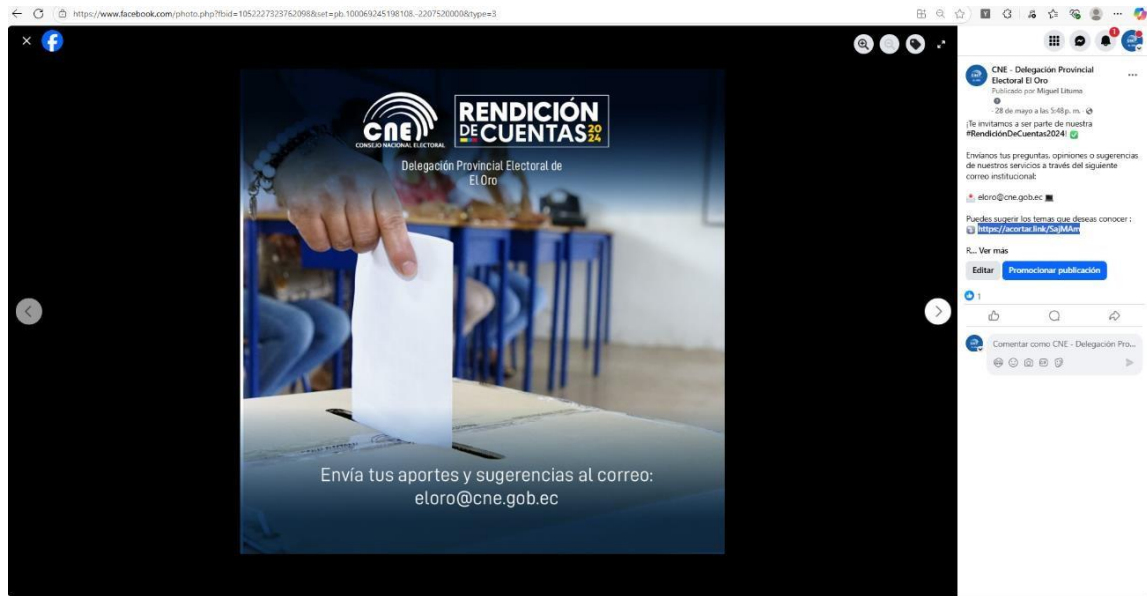 https://www.facebook.com/photo.php?fbid=1052227323762098&set=pb.100069245198108.-2207520000&type=3
cne
CONSEJO NACIONAL ELECTORAL
RENDICIÓN
DE CUENTAS 2024
Delegación Provincial Electoral de
El Oro
Envía tus aportes y sugerencias al correo:
eloro@cne.gob.ec
CNE - Delegación Provincial
Electoral El Oro
Publicado por Miguel Lituma
· 28 de mayo a las 5:48 p. m. ·
¡Te invitamos a ser parte de nuestra
#RendiciónDeCuentas2024!
Envíanos tus preguntas, opiniones o sugerencias
de nuestros servicios a través del siguiente
correo institucional:
eloro@cne.gob.ec
Puedes sugerir los temas que deseas conocer :
https://acortar.link/SajMAm
R... Ver más
Editar
Promocionar publicación
1
Comentar como CNE - Delegación Pro...